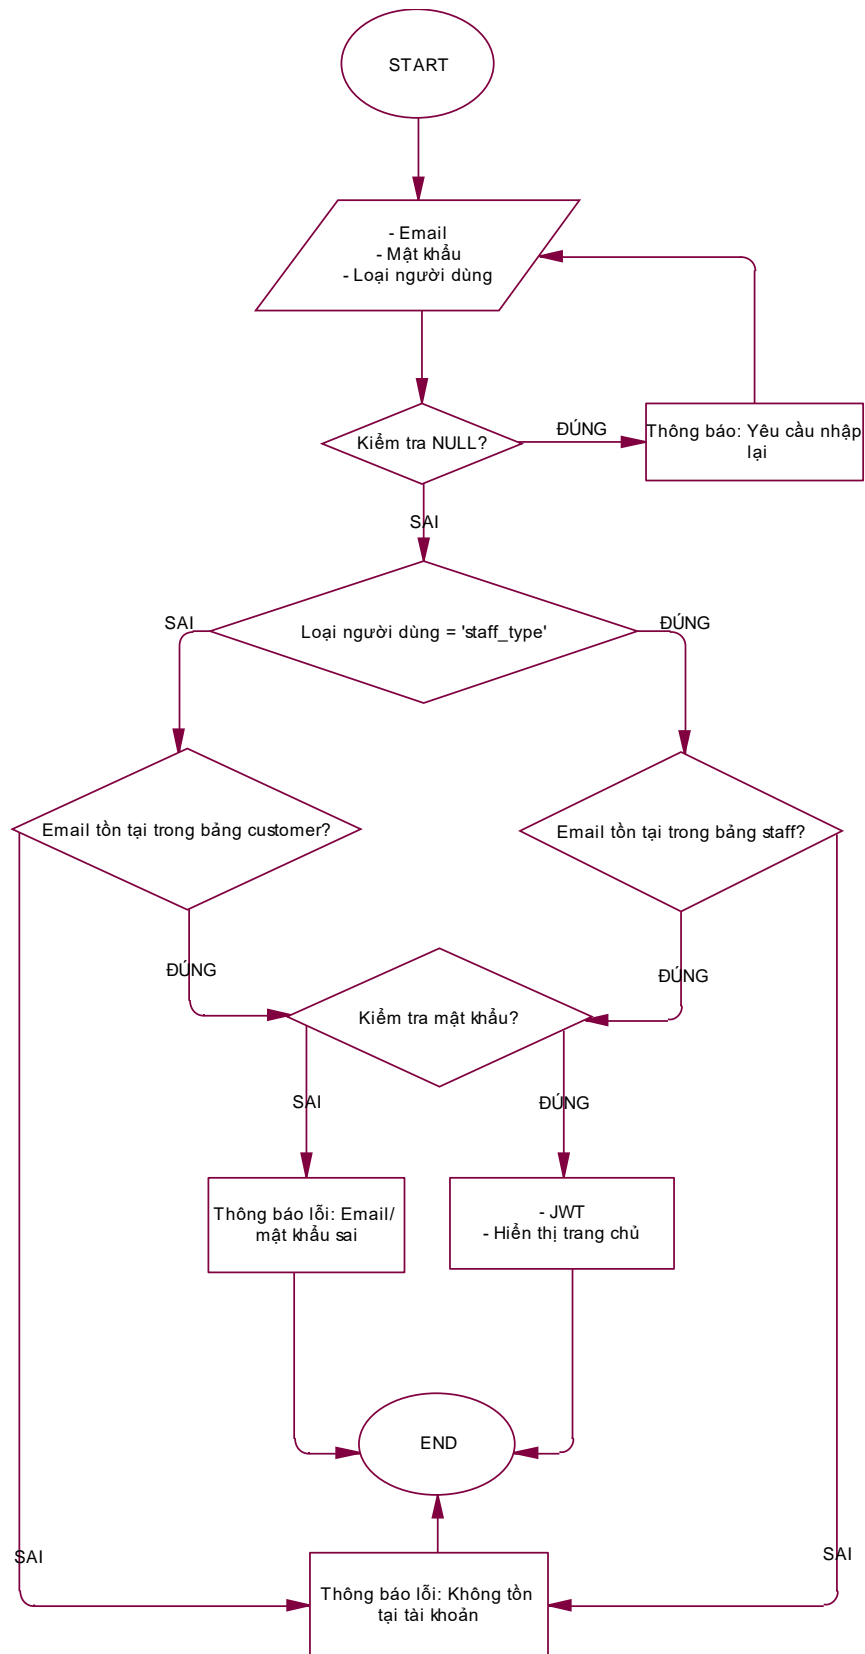 START
- Email
- Mật khẩu
- Loại người dùng
Kiểm tra NULL?
ĐÚNG
Thông báo: Yêu cầu nhập
lại
SAI
Loại người dùng = 'staff_type'
SAI
ĐÚNG
Email tồn tại trong bảng customer?
Email tồn tại trong bảng staff?
ĐÚNG
ĐÚNG
Kiểm tra mật khẩu?
SAI
ĐÚNG
Thông báo lỗi: Email/
mật khẩu sai
- JWT
- Hiển thị trang chủ
END
SAI
SAI
Thông báo lỗi: Không tồn
tại tài khoản